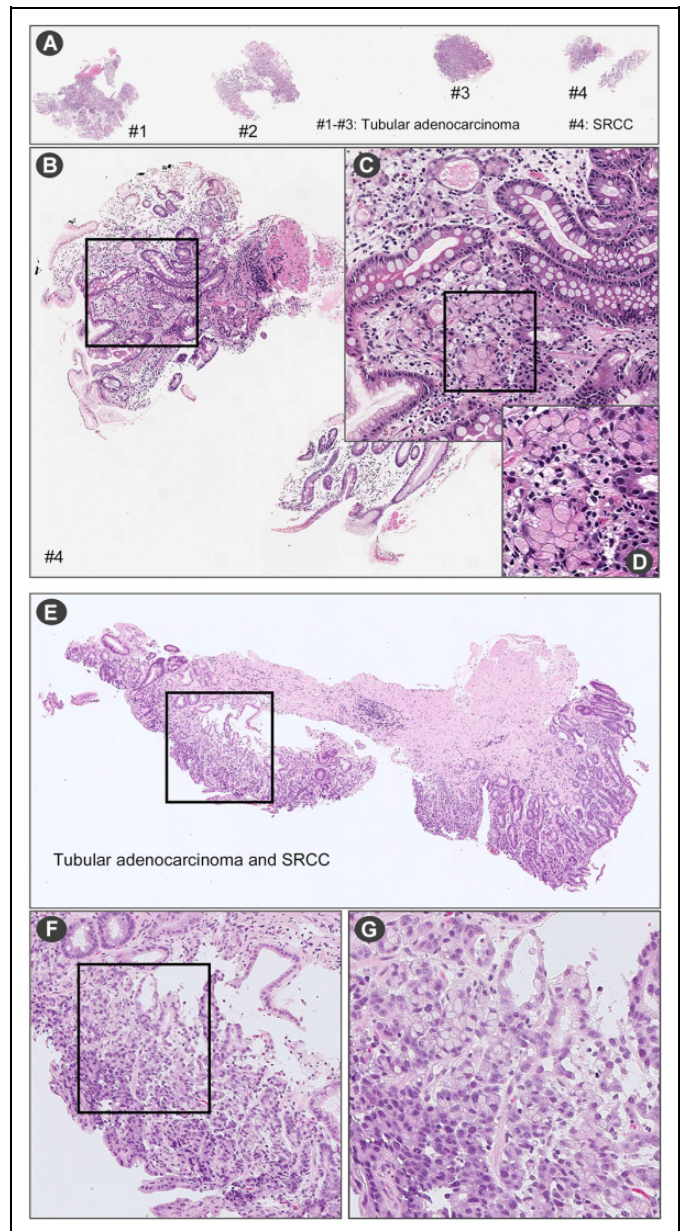 A
#1
#2
#3
#4
#1-#3: Tubular adenocarcinoma
#4: SRCC
B
C
D
#4
E
Tubular adenocarcinoma and SRCC
F
G